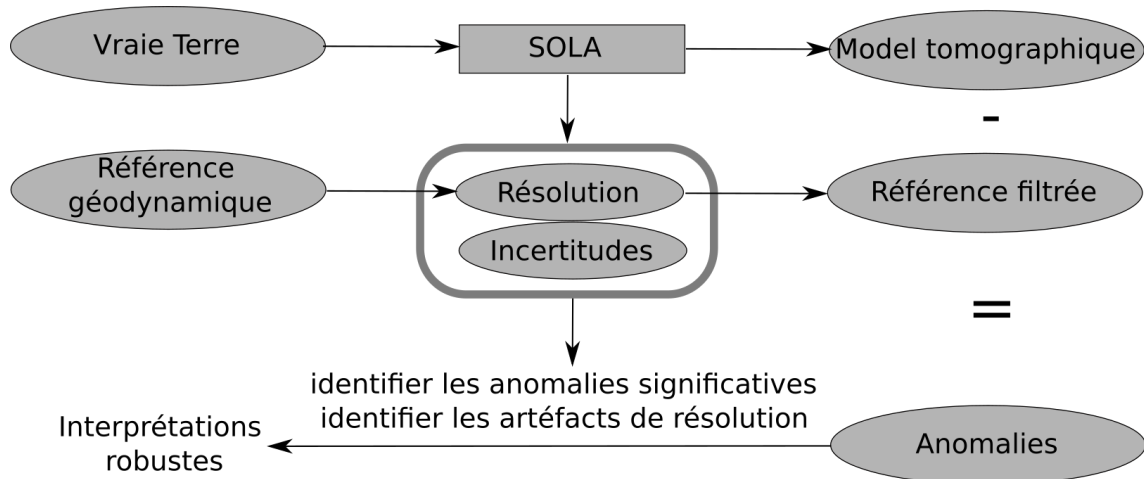 Vraie Terre
SOLA
Model tomographique
-
Référence
géodynamique
Résolution
Référence filtrée
Incertitudes
=
identifier les anomalies significatives
identifier les artéfacts de résolution
Interprétations
robustes
Anomalies